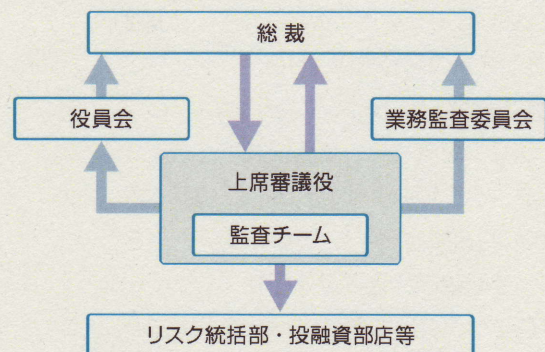 総裁
役員会
業務監査委員会
上席審議役
監査チーム
リスク統括部・投融資部店等